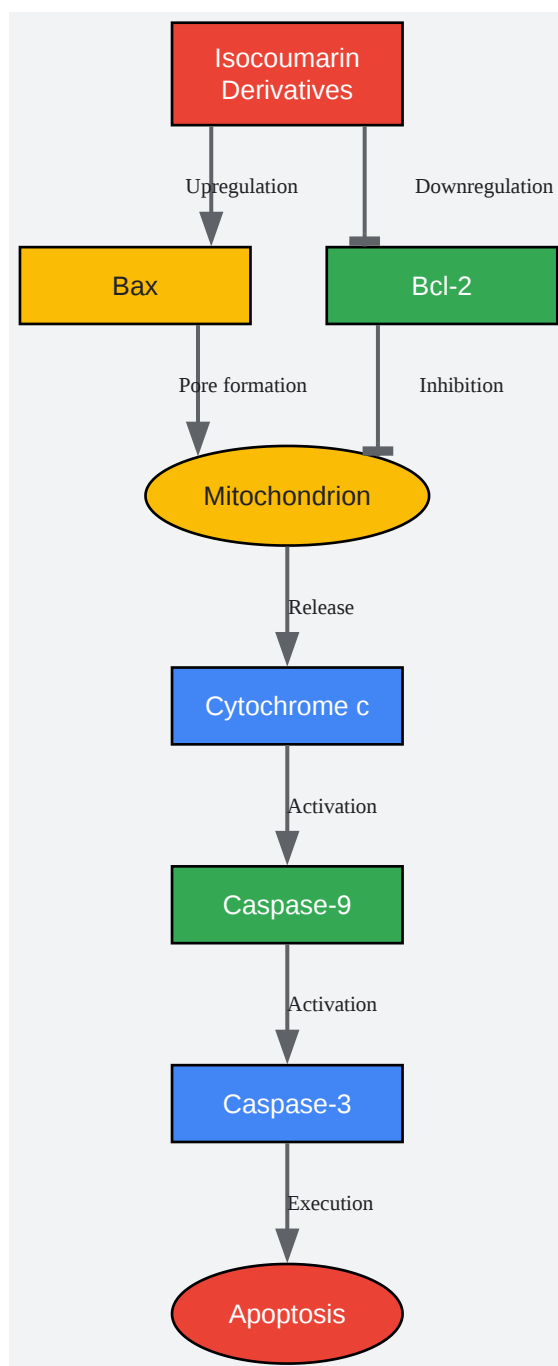 Isocoumarin
Derivatives
Upregulation
Downregulation
Bax
Bcl-2
Pore formation
Inhibition
Mitochondrion
Release
Cytochrome c
Activation
Caspase-9
Activation
Caspase-3
Execution
Apoptosis